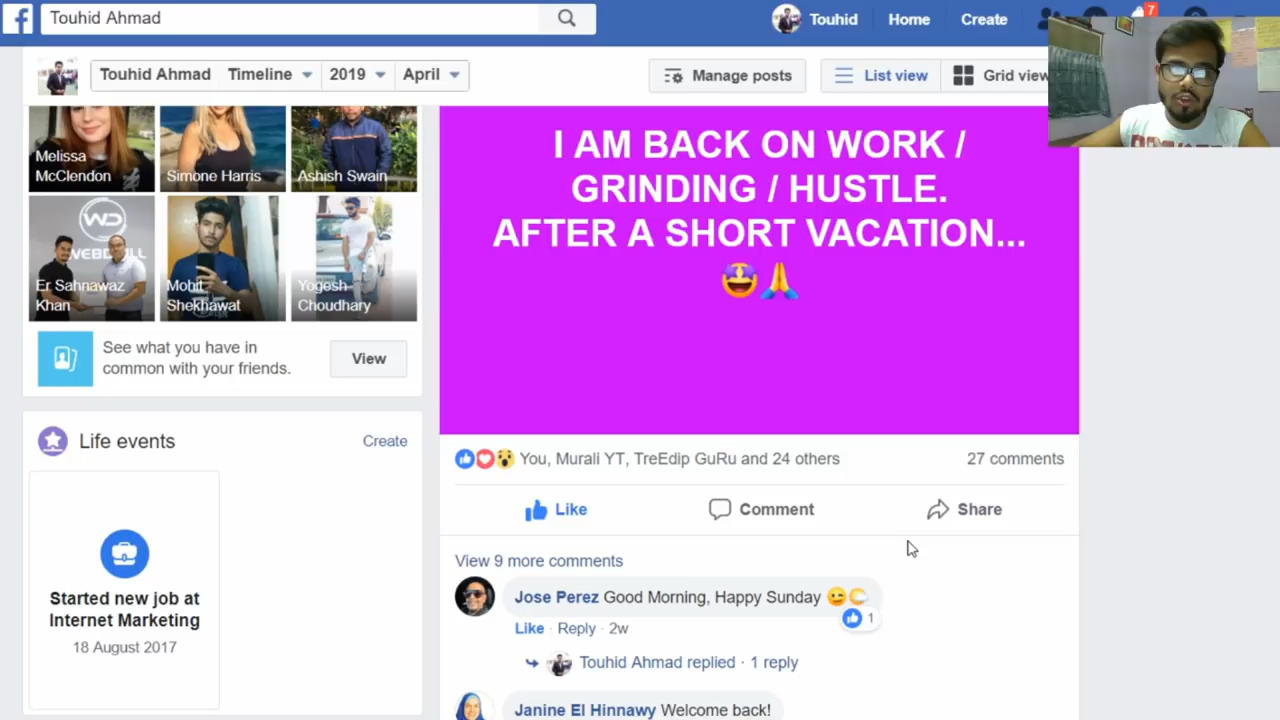 Touhid Ahmad
Touhid
Home
Create
7
Touhid Ahmad
Timeline
2019
April
Manage posts
List view
Grid view
Melissa
McClendon
Simone Harris
Ashish Swain
WD
Er Sahnawaz
Khan
Mohit
Shekhawat
Yogesh
Choudhary
See what you have in
common with your friends.
View
Life events
Create
Started new job at
Internet Marketing
18 August 2017
I AM BACK ON WORK /
GRINDING / HUSTLE.
AFTER A SHORT VACATION...
🤩🙏
You, Murali YT, TreEdip GuRu and 24 others
27 comments
Like
Comment
Share
View 9 more comments
Jose Perez Good Morning, Happy Sunday 😉🌤
1
Like · Reply · 2w
Touhid Ahmad replied · 1 reply
Janine El Hinnawy Welcome back!